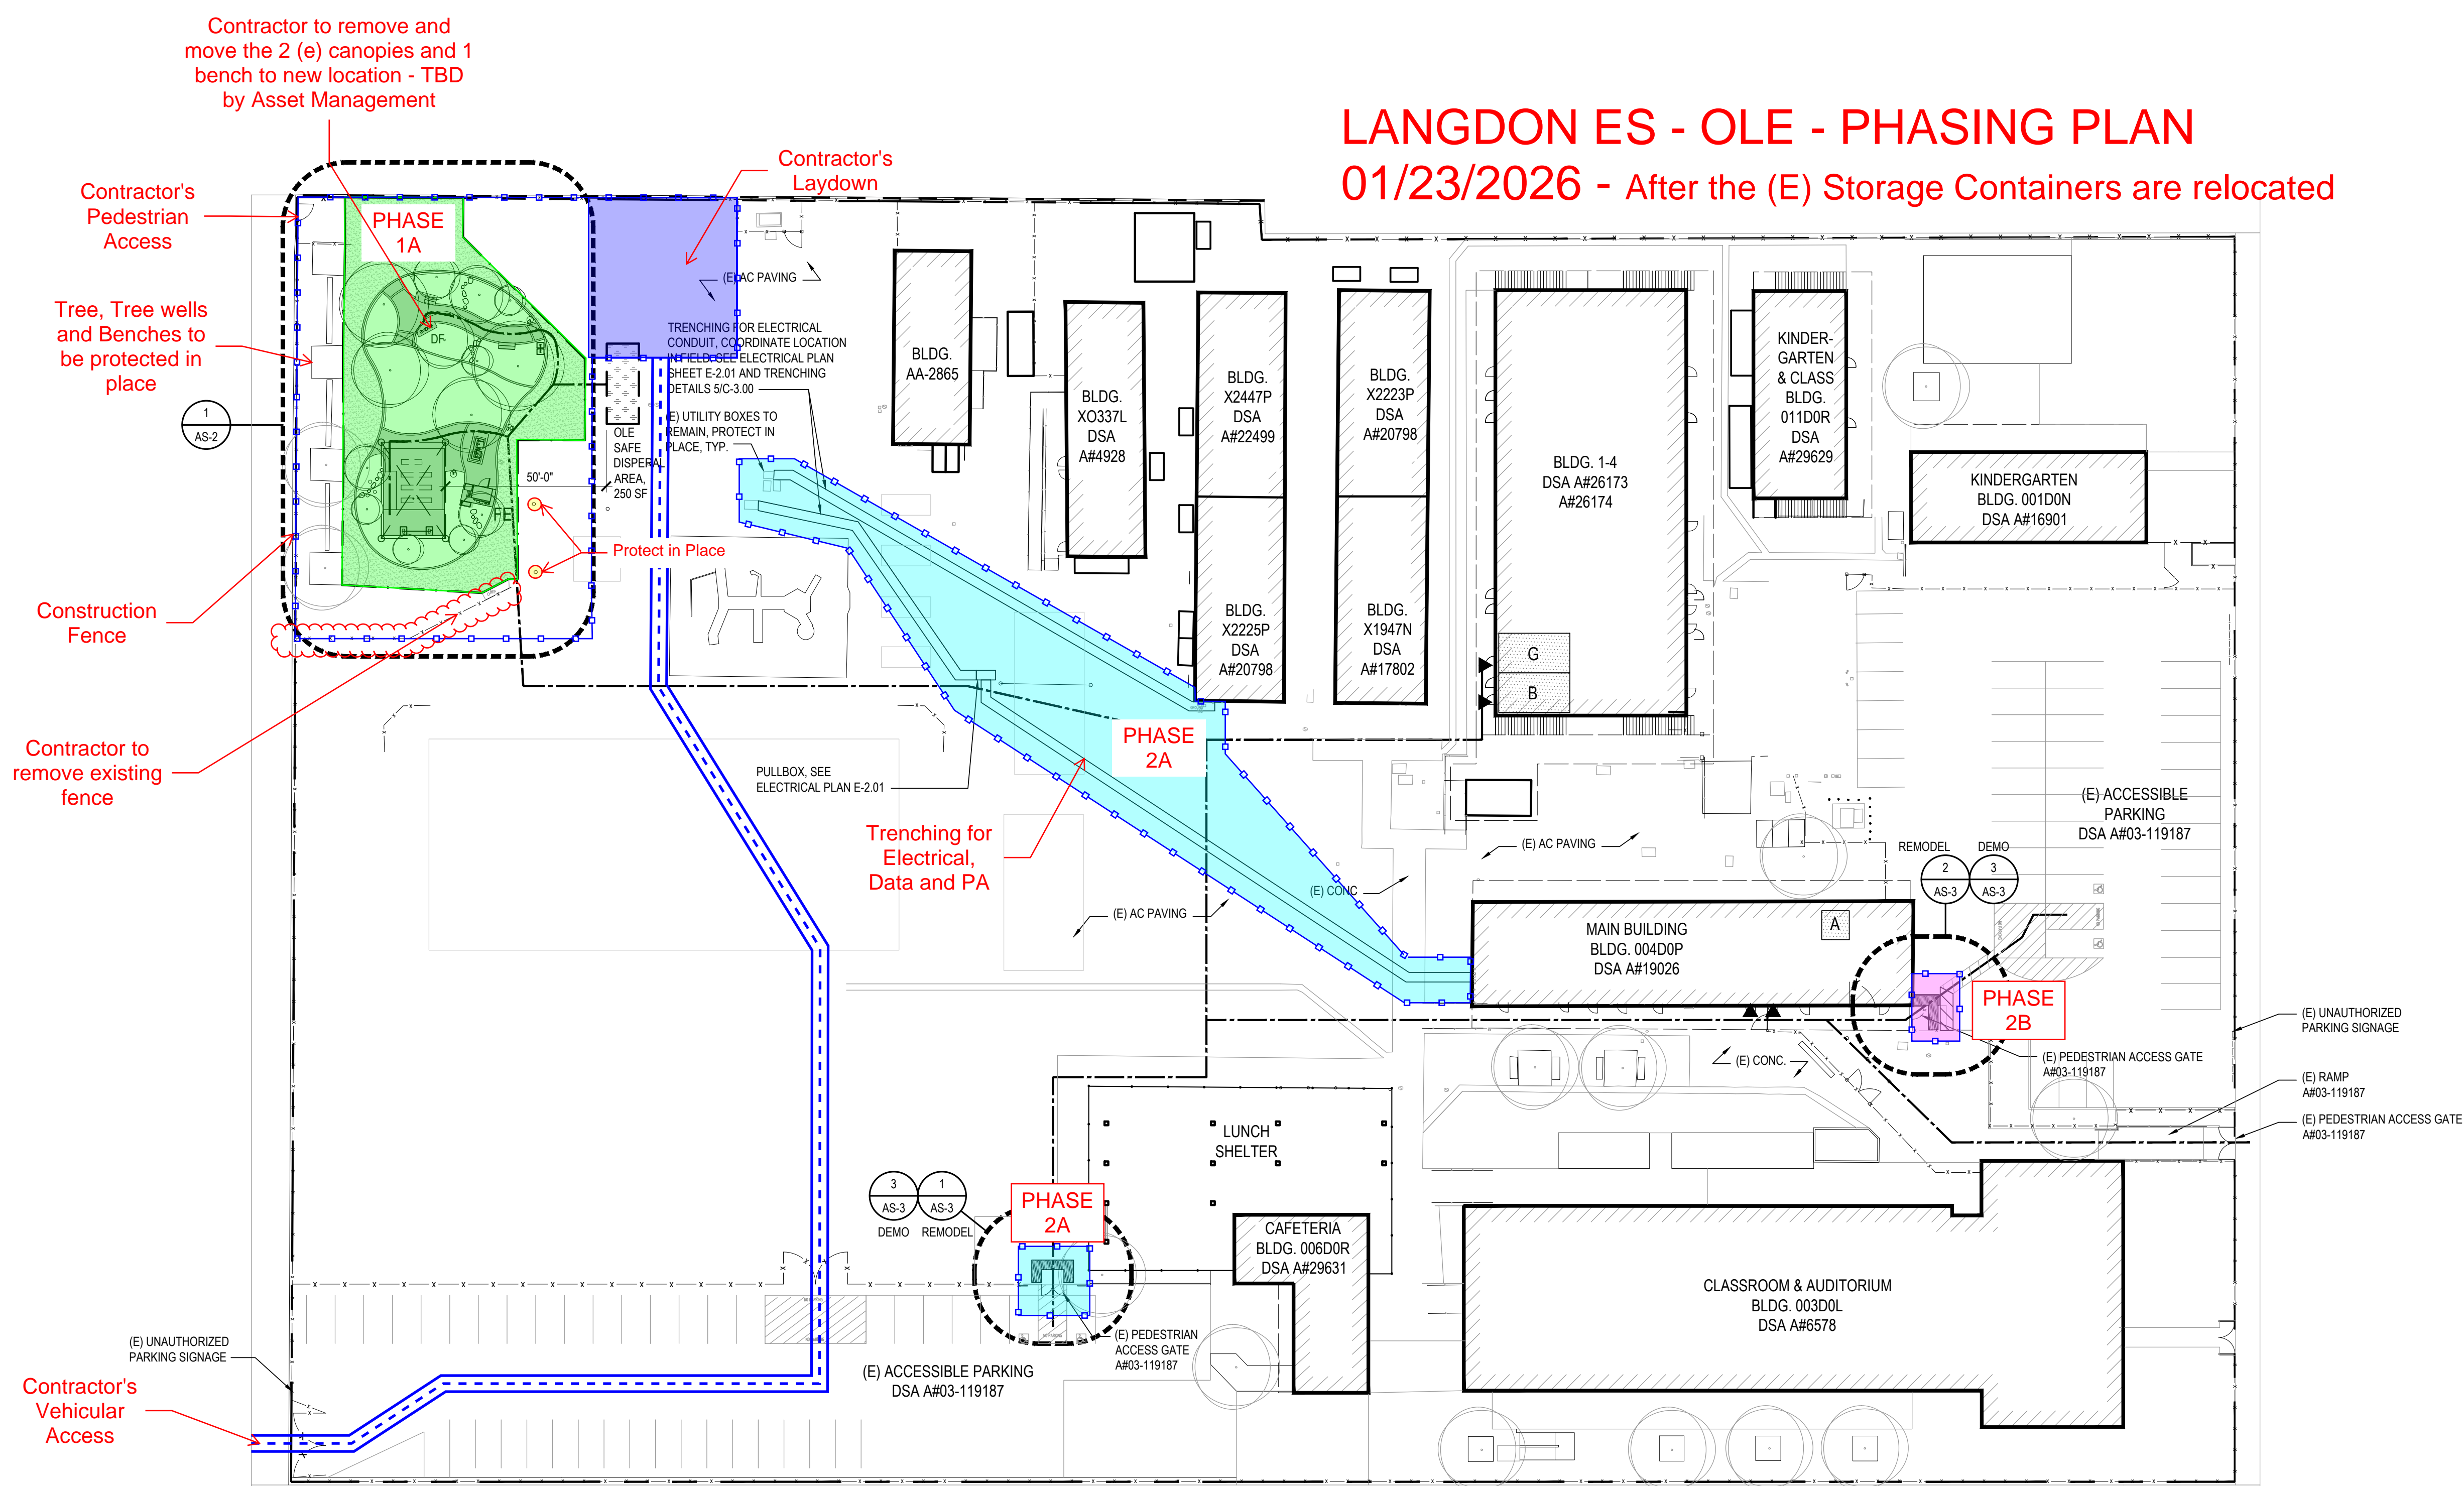 Contractor to remove and
move the 2 (e) canopies and 1
bench to new location - TBD
by Asset Management
LANGDON ES - OLE - PHASING PLAN
01/23/2026 - After the (E) Storage Containers are relocated
Contractor's
Pedestrian
Access
PHASE
1A
Contractor's
Laydown
(E) AC PAVING
Tree, Tree wells
and Benches to
be protected in
place
1
AS-2
DF
TRENCHING FOR ELECTRICAL
CONDUIT, COORDINATE LOCATION
IN FIELD. SEE ELECTRICAL PLAN
SHEET E-2.01 AND TRENCHING
DETAILS 5/C-3.00
(E) UTILITY BOXES TO
REMAIN, PROTECT IN
PLACE, TYP.
OLE
SAFE
DISPERAL
AREA,
250 SF
50'-0"
FE
Protect in Place
Construction
Fence
Contractor to
remove existing
fence
BLDG.
AA-2865
BLDG.
XO337L
DSA
A#4928
BLDG.
X2447P
DSA
A#22499
BLDG.
X2223P
DSA
A#20798
BLDG.
X2225P
DSA
A#20798
BLDG.
X1947N
DSA
A#17802
BLDG. 1-4
DSA A#26173
A#26174
G
B
KINDER-
GARTEN
& CLASS
BLDG.
011D0R
DSA
A#29629
KINDERGARTEN
BLDG. 001D0N
DSA A#16901
PHASE
2A
PULLBOX, SEE
ELECTRICAL PLAN E-2.01
Trenching for
Electrical,
Data and PA
(E) AC PAVING
(E) CONC
(E) AC PAVING
(E) ACCESSIBLE
PARKING
DSA A#03-119187
REMODEL
DEMO
2
AS-3
3
AS-3
MAIN BUILDING
BLDG. 004D0P
DSA A#19026
A
PHASE
2B
(E) UNAUTHORIZED
PARKING SIGNAGE
(E) PEDESTRIAN ACCESS GATE
A#03-119187
(E) CONC.
(E) RAMP
A#03-119187
(E) PEDESTRIAN ACCESS GATE
A#03-119187
LUNCH
SHELTER
3
AS-3
1
AS-3
DEMO
REMODEL
PHASE
2A
CAFETERIA
BLDG. 006D0R
DSA A#29631
CLASSROOM & AUDITORIUM
BLDG. 003D0L
DSA A#6578
(E) PEDESTRIAN
ACCESS GATE
A#03-119187
(E) UNAUTHORIZED
PARKING SIGNAGE
(E) ACCESSIBLE PARKING
DSA A#03-119187
Contractor's
Vehicular
Access